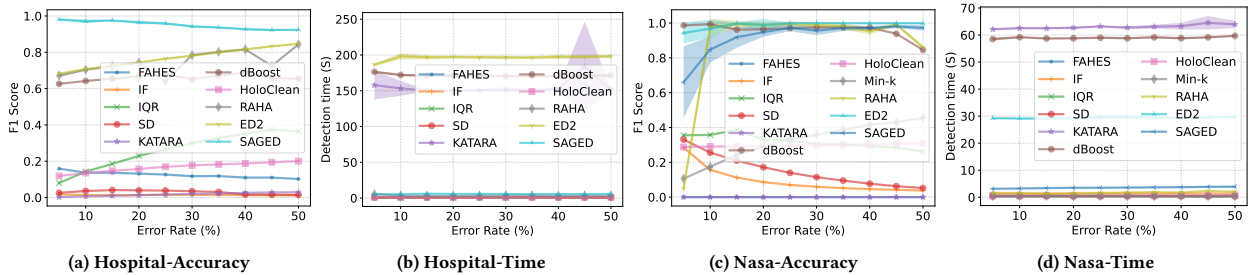 1.0
0.8
0.6
0.4
0.2
0.0
F1 Score
10 20 30 40 50
Error Rate (%)
FAHES
IF
IQR
SD
KATARA
dBoost
HoloClean
RAHA
ED2
SAGED
(a) Hospital-Accuracy
250
200
150
100
50
0
Detection time (S)
10 20 30 40 50
Error Rate (%)
FAHES
IF
IQR
SD
KATARA
dBoost
HoloClean
RAHA
ED2
SAGED
(b) Hospital-Time
1.0
0.8
0.6
0.4
0.2
0.0
F1 Score
10 20 30 40 50
Error Rate (%)
FAHES
IF
IQR
SD
KATARA
dBoost
HoloClean
Min-k
RAHA
ED2
SAGED
(c) Nasa-Accuracy
70
60
50
40
30
20
10
0
Detection time (S)
10 20 30 40 50
Error Rate (%)
FAHES
IF
IQR
SD
KATARA
dBoost
HoloClean
Min-k
RAHA
ED2
SAGED
(d) Nasa-Time